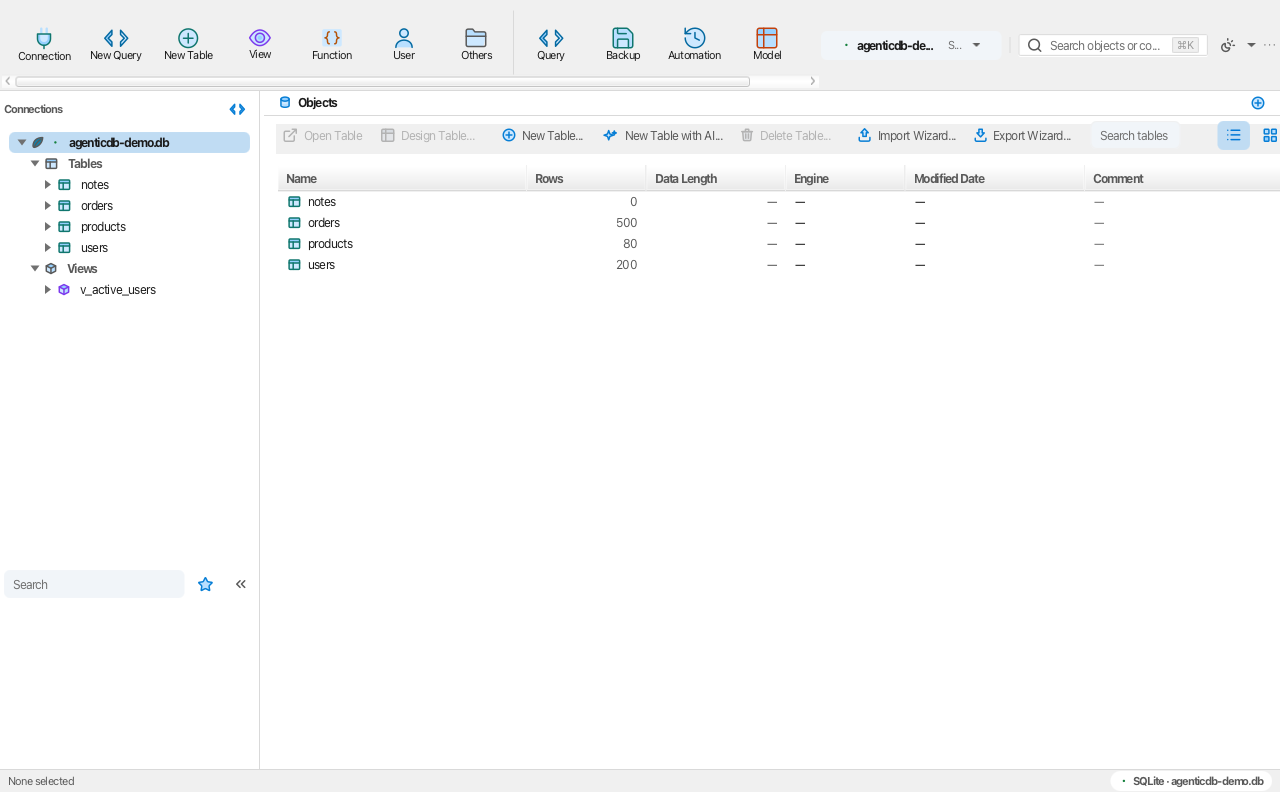 Connection New Query New Table View Function User Others Query Backup Automation Model agenticdb-de... S... Search objects or co... ⌘K ···
Connections
Objects
agenticdb-demo.db
Tables
notes
orders
products
users
Views
v_active_users
Search
Open Table Design Table... New Table... New Table with AI... Delete Table... Import Wizard... Export Wizard... Search tables
Name Rows Data Length Engine Modified Date Comment
notes 0 — — — —
orders 500 — — — —
products 80 — — — —
users 200 — — — —
None selected
SQLite · agenticdb-demo.db